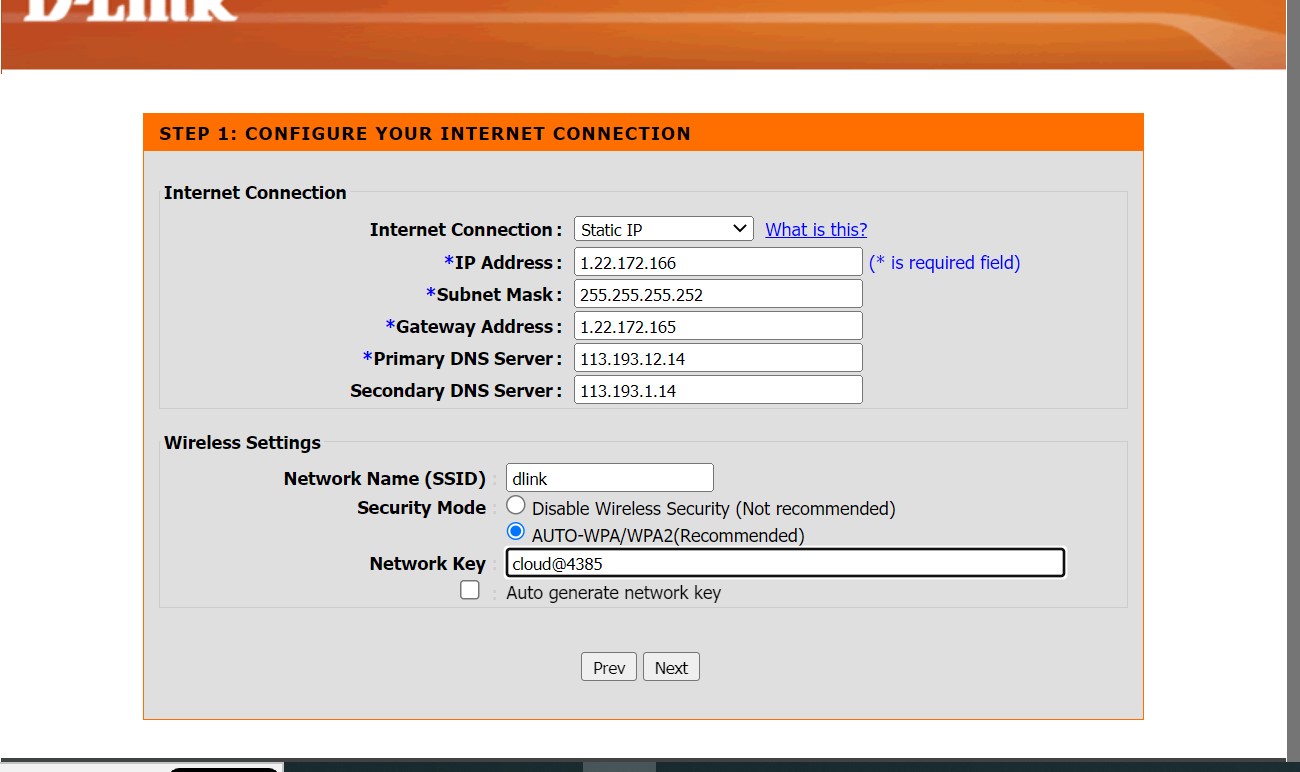 D-Link
STEP 1: CONFIGURE YOUR INTERNET CONNECTION
Internet Connection
Internet Connection : Static IP What is this?
*IP Address : 1.22.172.166 (* is required field)
*Subnet Mask : 255.255.255.252
*Gateway Address : 1.22.172.165
*Primary DNS Server : 113.193.12.14
Secondary DNS Server : 113.193.1.14
Wireless Settings
Network Name (SSID) : dlink
Security Mode : Disable Wireless Security (Not recommended)
AUTO-WPA/WPA2(Recommended)
Network Key : cloud@4385
: Auto generate network key
Prev Next